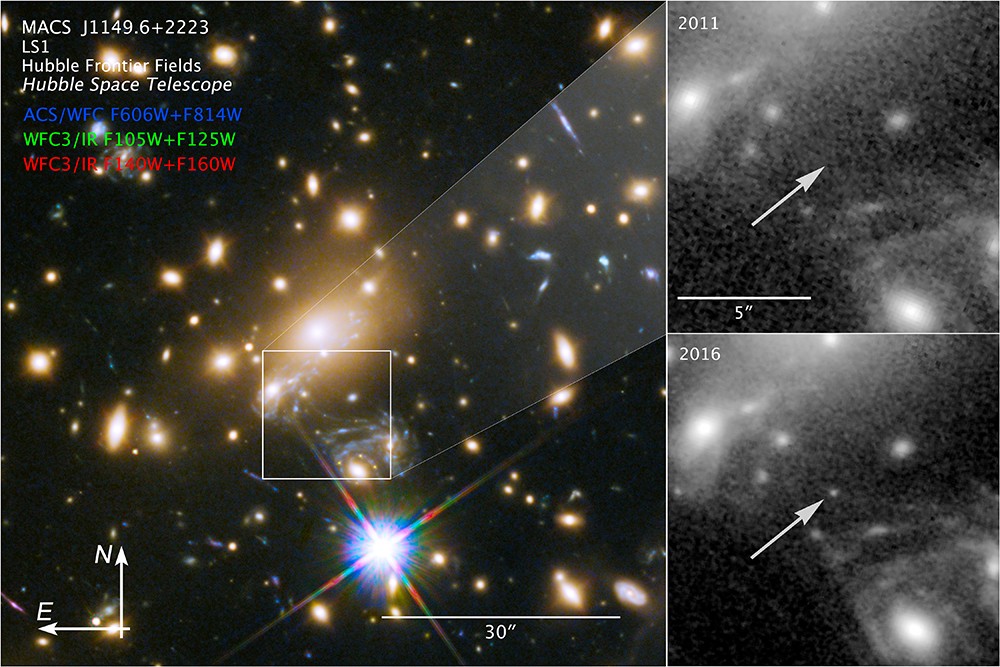 MACS J1149.6+2223
LS1
Hubble Frontier Fields
Hubble Space Telescope
ACS/WFC F606W+F814W
WFC3/IR F105W+F125W
WFC3/IR F140W+F160W
N
E
30″
2011
5″
2016